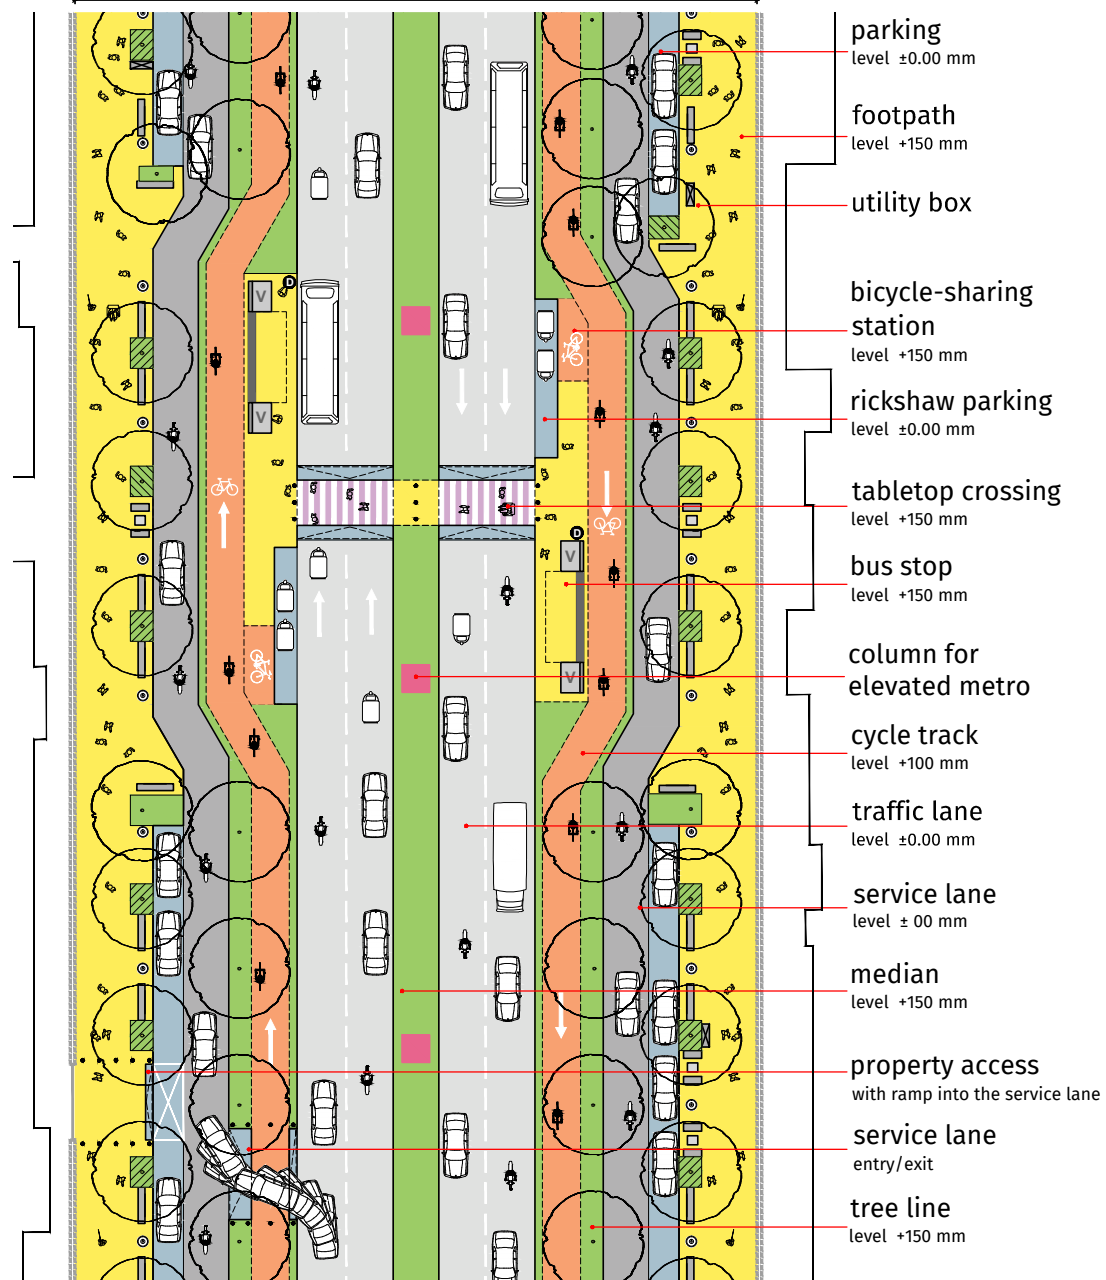 parking
level ±0.00 mm
footpath
level +150 mm
utility box
bicycle-sharing
station
level +150 mm
rickshaw parking
level ±0.00 mm
tabletop crossing
level +150 mm
bus stop
level +150 mm
column for
elevated metro
cycle track
level +100 mm
traffic lane
level ±0.00 mm
service lane
level ± 00 mm
median
level +150 mm
property access
with ramp into the service lane
service lane
entry/exit
tree line
level +150 mm
D
V
V
D
V
V